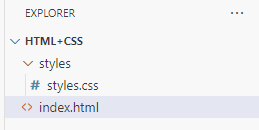 EXPLORER
HTML+CSS
styles
# styles.css
<> index.html